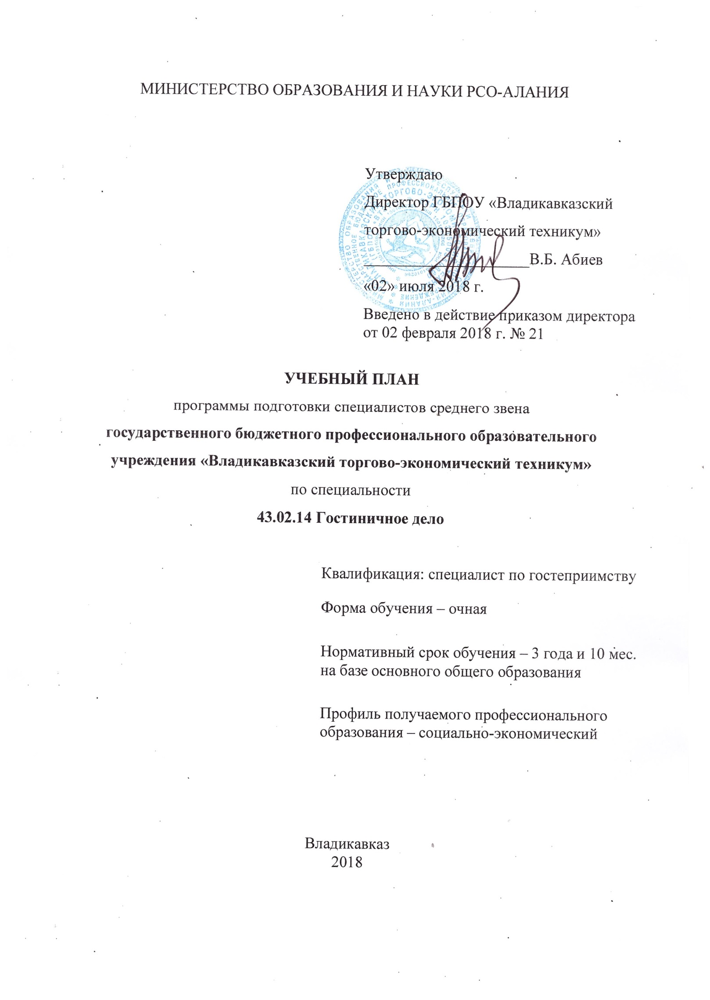 МИНИСТЕРСТВО ОБРАЗОВАНИЯ И НАУКИ РСО-АЛАНИЯ
Утверждаю
Директор ГБПОУ «Владикавказский
торгово-экономический техникум»
В.Б. Абиев
«02» июля 2018 г.
Введено в действие приказом директора
от 02 февраля 2018 г. № 21
УЧЕБНЫЙ ПЛАН
программы подготовки специалистов среднего звена
государственного бюджетного профессионального образовательного
учреждения «Владикавказский торгово-экономический техникум»
по специальности
43.02.14 Гостиничное дело
Квалификация: специалист по гостеприимству
Форма обучения – очная
Нормативный срок обучения – 3 года и 10 мес.
на базе основного общего образования
Профиль получаемого профессионального
образования – социально-экономический
Владикавказ
2018